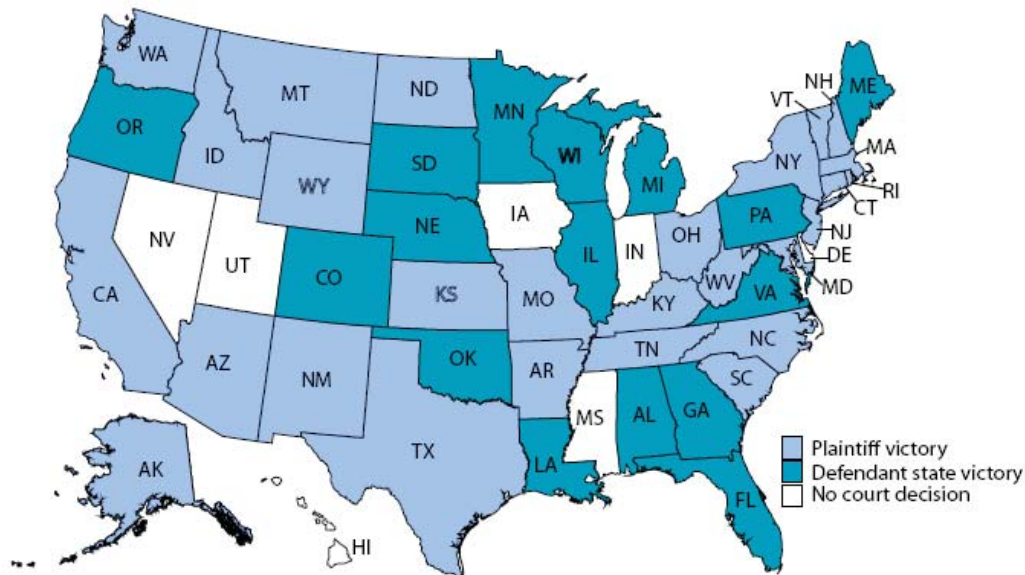 WA
MT
ND
MN
NH
ME
VT
OR
ID
WY
SD
WI
MI
NY
MA
RI
CT
NV
UT
CO
NE
IA
IL
IN
OH
PA
NJ
DE
MD
CA
KS
MO
KY
WV
VA
AZ
NM
OK
AR
TN
NC
SC
TX
LA
MS
AL
GA
FL
AK
HI
Plaintiff victory
Defendant state victory
No court decision